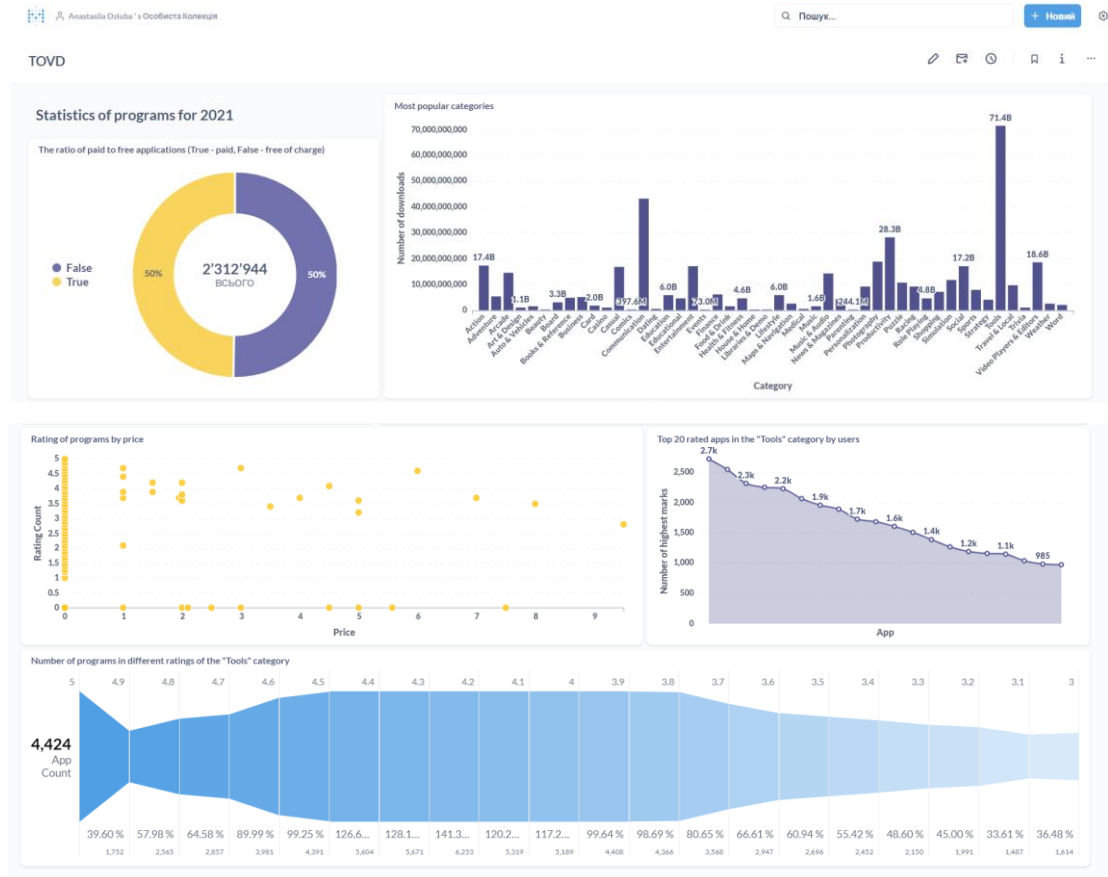 Anastasiia Dziuba 's Особиста Колекція
Пошук...
+ Новий
TOVD
Statistics of programs for 2021
The ratio of paid to free applications (True - paid, False - free of charge)
False
True
50%
2'312'944
ВСЬОГО
50%
Most popular categories
Number of downloads
70,000,000,000
60,000,000,000
50,000,000,000
40,000,000,000
30,000,000,000
20,000,000,000
10,000,000,000
0
17.4B
1.1B
3.3B
2.0B
397.6M
6.0B
73.0M
4.6B
6.0B
1.6B
244.1M
28.3B
4.8B
17.2B
71.4B
18.6B
Action
Adventure
Arcade
Art & Design
Auto & Vehicles
Beauty
Board
Books & Reference
Business
Card
Casino
Casual
Comics
Communication
Dating
Education
Educational
Entertainment
Events
Finance
Food & Drink
Health & Fitness
House & Home
Libraries & Demo
Lifestyle
Maps & Navigation
Medical
Music
Music & Audio
News & Magazines
Parenting
Personalization
Photography
Productivity
Puzzle
Racing
Role Playing
Shopping
Simulation
Social
Sports
Strategy
Tools
Travel & Local
Trivia
Video Players & Editors
Weather
Word
Category
Rating of programs by price
Rating Count
5
4.5
4
3.5
3
2.5
2
1.5
1
0.5
0
0 1 2 3 4 5 6 7 8 9
Price
Top 20 rated apps in the "Tools" category by users
Number of highest marks
2,500
2,000
1,500
1,000
500
0
2.7k
2.3k
2.2k
1.9k
1.7k
1.6k
1.4k
1.2k
1.1k
985
App
Number of programs in different ratings of the "Tools" category
5 4.9 4.8 4.7 4.6 4.5 4.4 4.3 4.2 4.1 4 3.9 3.8 3.7 3.6 3.5 3.4 3.3 3.2 3.1 3
4,424
App
Count
39.60 % 57.98 % 64.58 % 89.99 % 99.25 % 126.6... 128.1... 141.3... 120.2... 117.2... 99.64 % 98.69 % 80.65 % 66.61 % 60.94 % 55.42 % 48.60 % 45.00 % 33.61 % 36.48 %
1,752 2,565 2,857 3,981 4,391 5,604 5,671 6,253 5,319 5,189 4,408 4,366 3,568 2,947 2,696 2,452 2,150 1,991 1,487 1,614